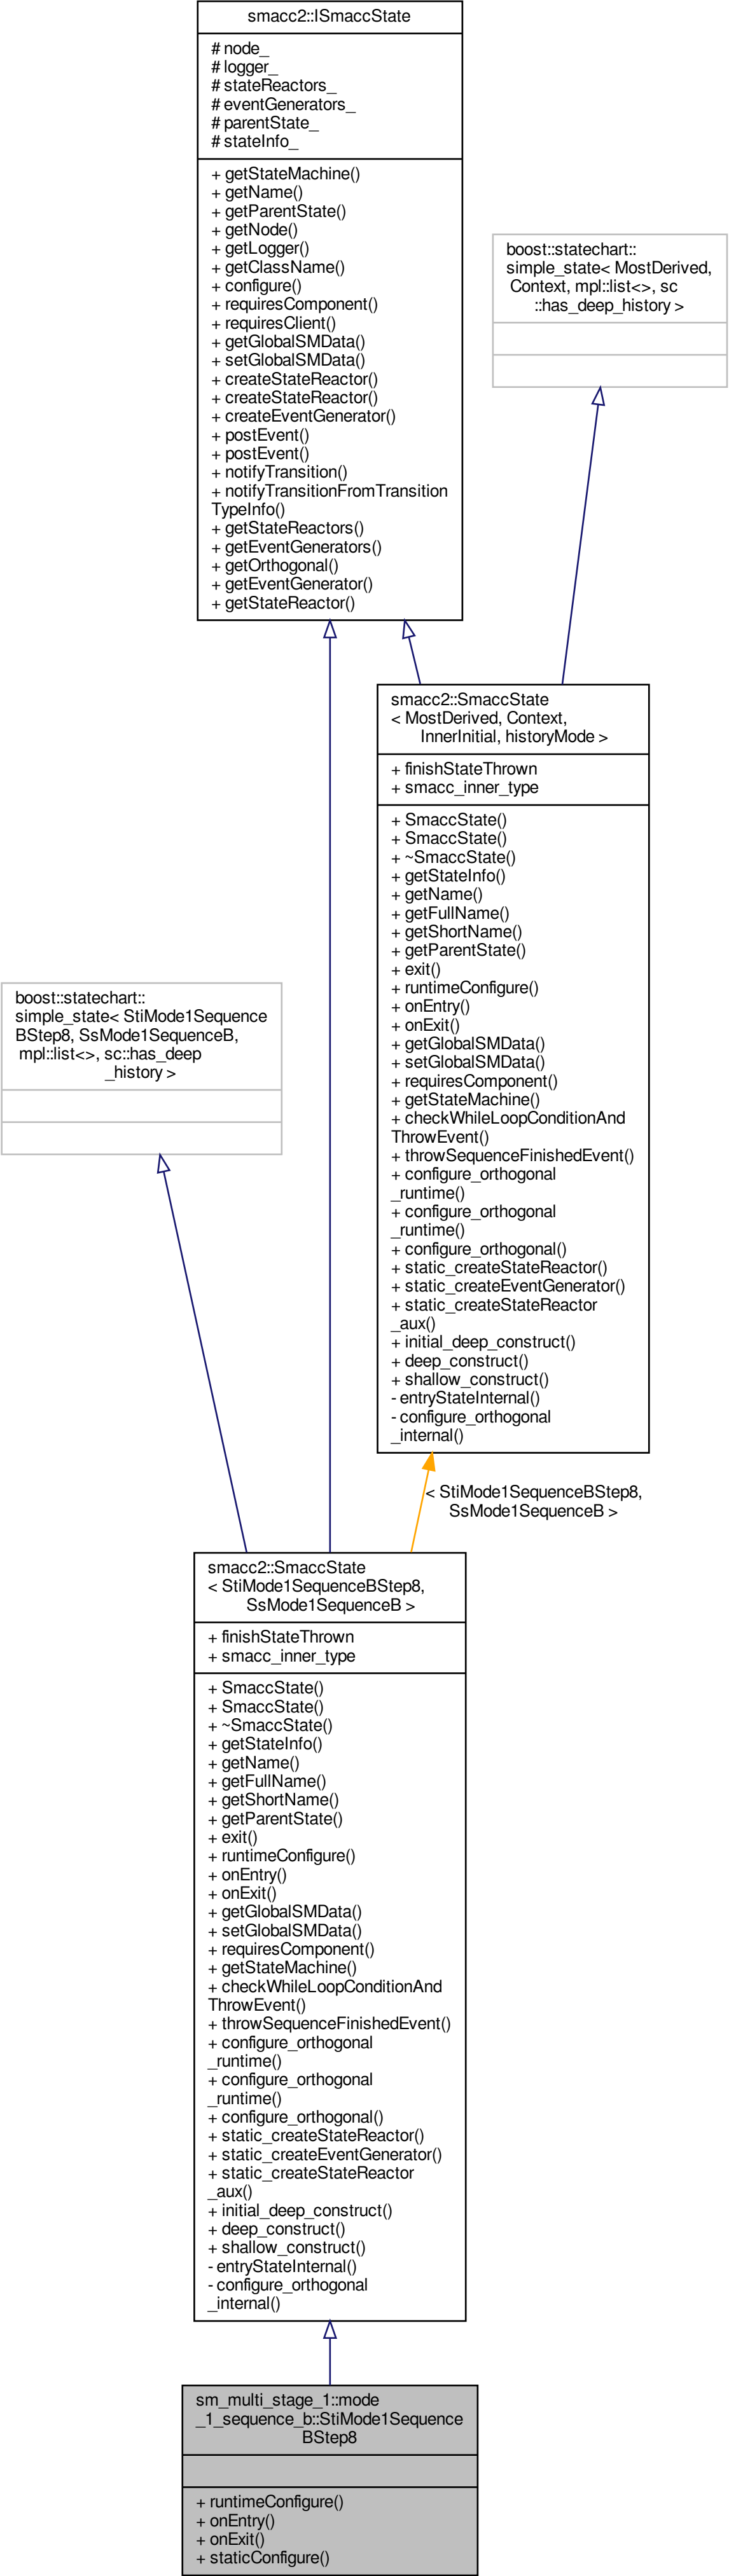 smacc2::ISmaccState
# node_
# logger_
# stateReactors_
# eventGenerators_
# parentState_
# stateInfo_
+ getStateMachine()
+ getName()
+ getParentState()
+ getNode()
+ getLogger()
+ getClassName()
+ configure()
+ requiresComponent()
+ requiresClient()
+ getGlobalSMData()
+ setGlobalSMData()
+ createStateReactor()
+ createStateReactor()
+ createEventGenerator()
+ postEvent()
+ postEvent()
+ notifyTransition()
+ notifyTransitionFromTransition
TypeInfo()
+ getStateReactors()
+ getEventGenerators()
+ getOrthogonal()
+ getEventGenerator()
+ getStateReactor()
boost::statechart::
simple_state< MostDerived,
Context, mpl::list<>, sc
::has_deep_history >
smacc2::SmaccState
< MostDerived, Context,
InnerInitial, historyMode >
+ finishStateThrown
+ smacc_inner_type
+ SmaccState()
+ SmaccState()
+ ~SmaccState()
+ getStateInfo()
+ getName()
+ getFullName()
+ getShortName()
+ getParentState()
+ exit()
+ runtimeConfigure()
+ onEntry()
+ onExit()
+ getGlobalSMData()
+ setGlobalSMData()
+ requiresComponent()
+ getStateMachine()
+ checkWhileLoopConditionAnd
ThrowEvent()
+ throwSequenceFinishedEvent()
+ configure_orthogonal
_runtime()
+ configure_orthogonal
_runtime()
+ configure_orthogonal()
+ static_createStateReactor()
+ static_createEventGenerator()
+ static_createStateReactor
_aux()
+ initial_deep_construct()
+ deep_construct()
+ shallow_construct()
- entryStateInternal()
- configure_orthogonal
_internal()
boost::statechart::
simple_state< StiMode1Sequence
BStep8, SsMode1SequenceB,
mpl::list<>, sc::has_deep
_history >
< StiMode1SequenceBStep8,
SsMode1SequenceB >
smacc2::SmaccState
< StiMode1SequenceBStep8,
SsMode1SequenceB >
+ finishStateThrown
+ smacc_inner_type
+ SmaccState()
+ SmaccState()
+ ~SmaccState()
+ getStateInfo()
+ getName()
+ getFullName()
+ getShortName()
+ getParentState()
+ exit()
+ runtimeConfigure()
+ onEntry()
+ onExit()
+ getGlobalSMData()
+ setGlobalSMData()
+ requiresComponent()
+ getStateMachine()
+ checkWhileLoopConditionAnd
ThrowEvent()
+ throwSequenceFinishedEvent()
+ configure_orthogonal
_runtime()
+ configure_orthogonal
_runtime()
+ configure_orthogonal()
+ static_createStateReactor()
+ static_createEventGenerator()
+ static_createStateReactor
_aux()
+ initial_deep_construct()
+ deep_construct()
+ shallow_construct()
- entryStateInternal()
- configure_orthogonal
_internal()
sm_multi_stage_1::mode
_1_sequence_b::StiMode1Sequence
BStep8
+ runtimeConfigure()
+ onEntry()
+ onExit()
+ staticConfigure()